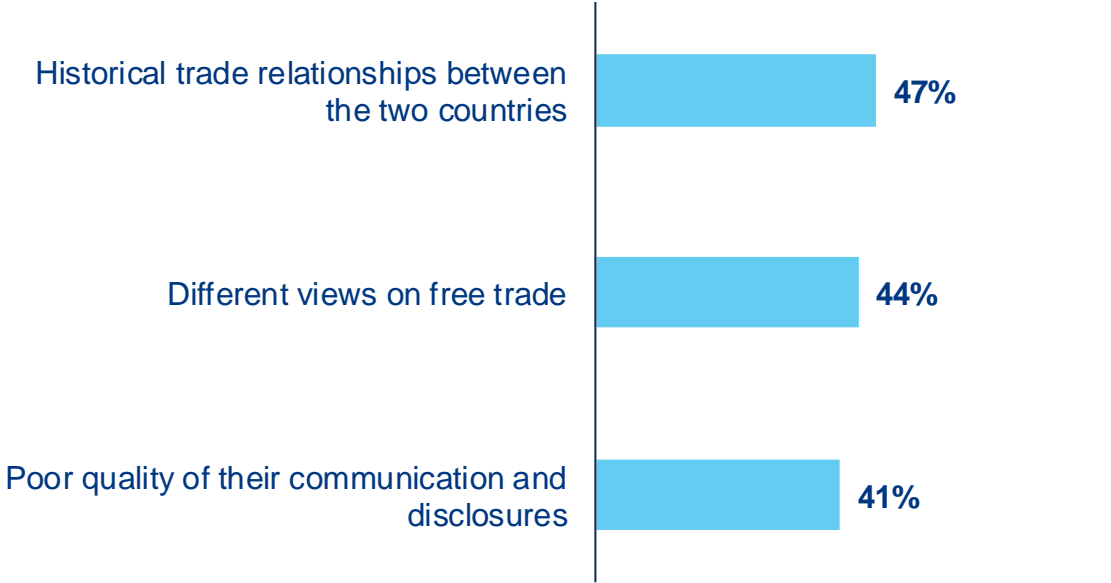 Historical trade relationships between
the two countries
47%
Different views on free trade
44%
Poor quality of their communication and
disclosures
41%